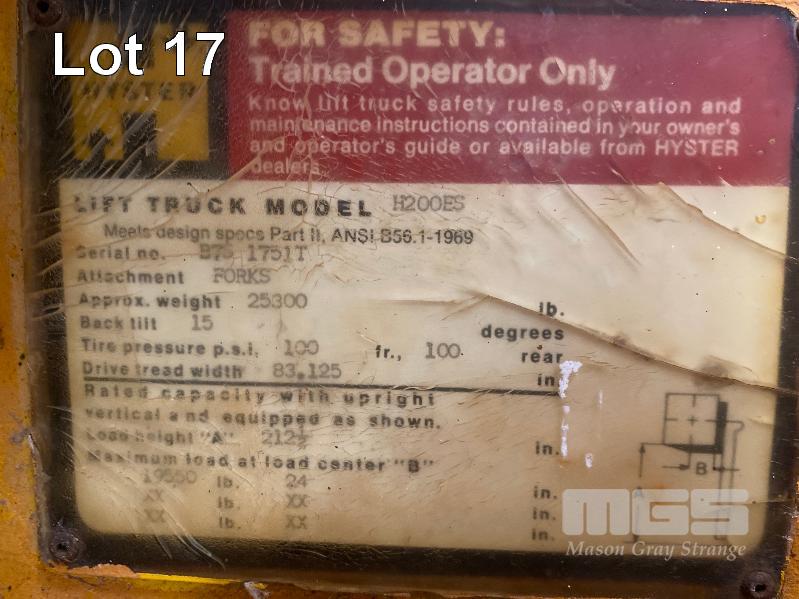 Lot 17
HYSTER
FOR SAFETY:
Trained Operator Only
Know lift truck safety rules, operation and
maintenance instructions contained in your owner's
and operator's guide or available from HYSTER
dealers.
LIFT TRUCK MODEL H200ES
Meets design specs Part II, ANSI B56.1-1969
Serial no. B7S 1751T
Attachment FORKS
Approx. weight 25300 lb.
Back tilt 15 degrees
Tire pressure p.s.i. 100 fr., 100 rear
Drive tread width 83.125 in.
Rated capacity with upright
vertical and equipped as shown.
Load height "A" 212½ in.
Maximum load at load center "B"
lb. 24 in.
XX lb. XX in.
XX lb. XX in.
B
A
MGS
Mason Gray Strange